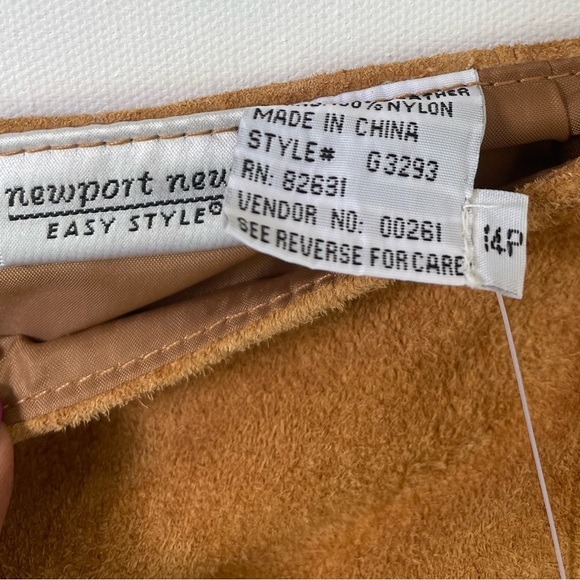 newport new
EASY STYLE®
100% NYLON
MADE IN CHINA
STYLE# G3293
RN: 82631
VENDOR NO: 00261
SEE REVERSE FOR CARE
14P